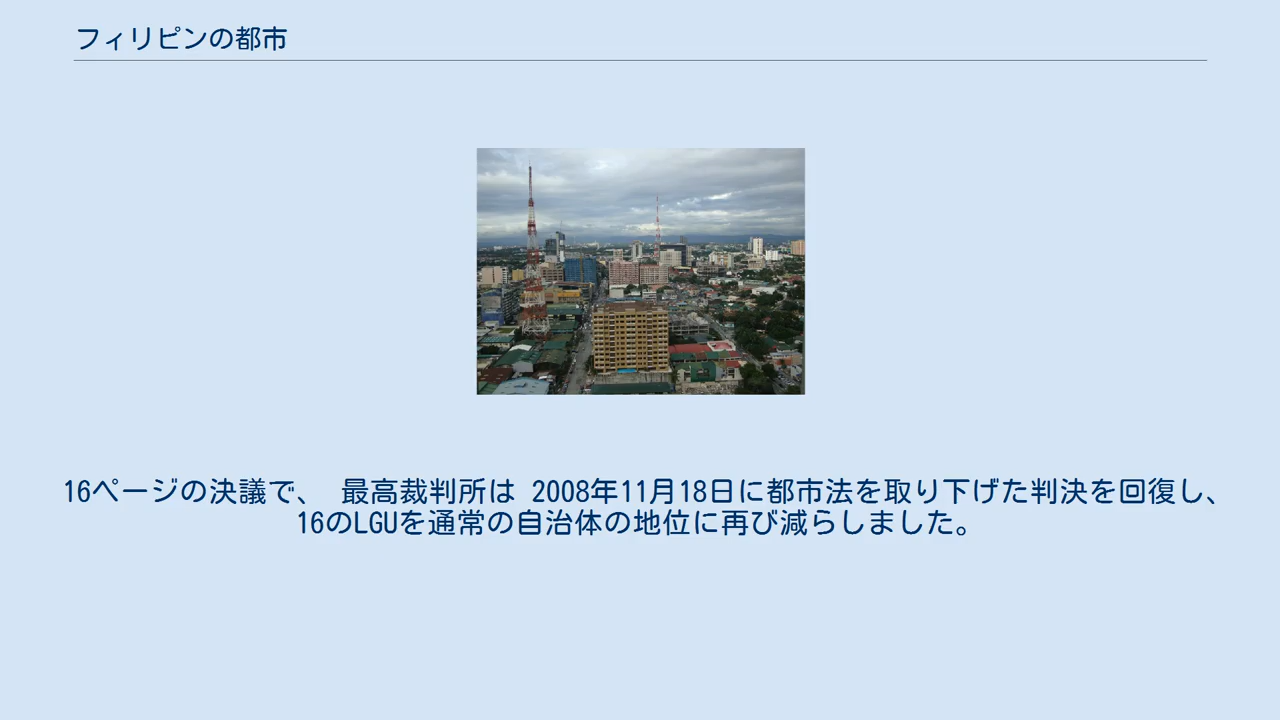 フィリピンの都市
16ページの決議で、 最高裁判所は 2008年11月18日に都市法を取り下げた判決を回復し、
16のLGUを通常の自治体の地位に再び減らしました。